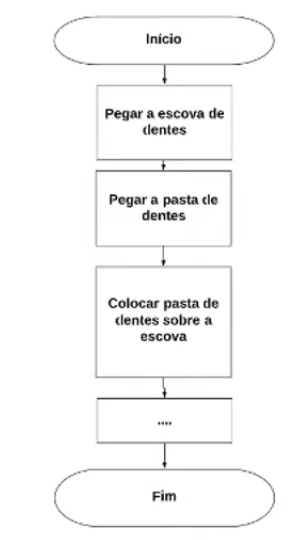 Início
Pegar a escova de
dentes
Pegar a pasta de
dentes
Colocar pasta de
dentes sobre a
escova
....
Fim